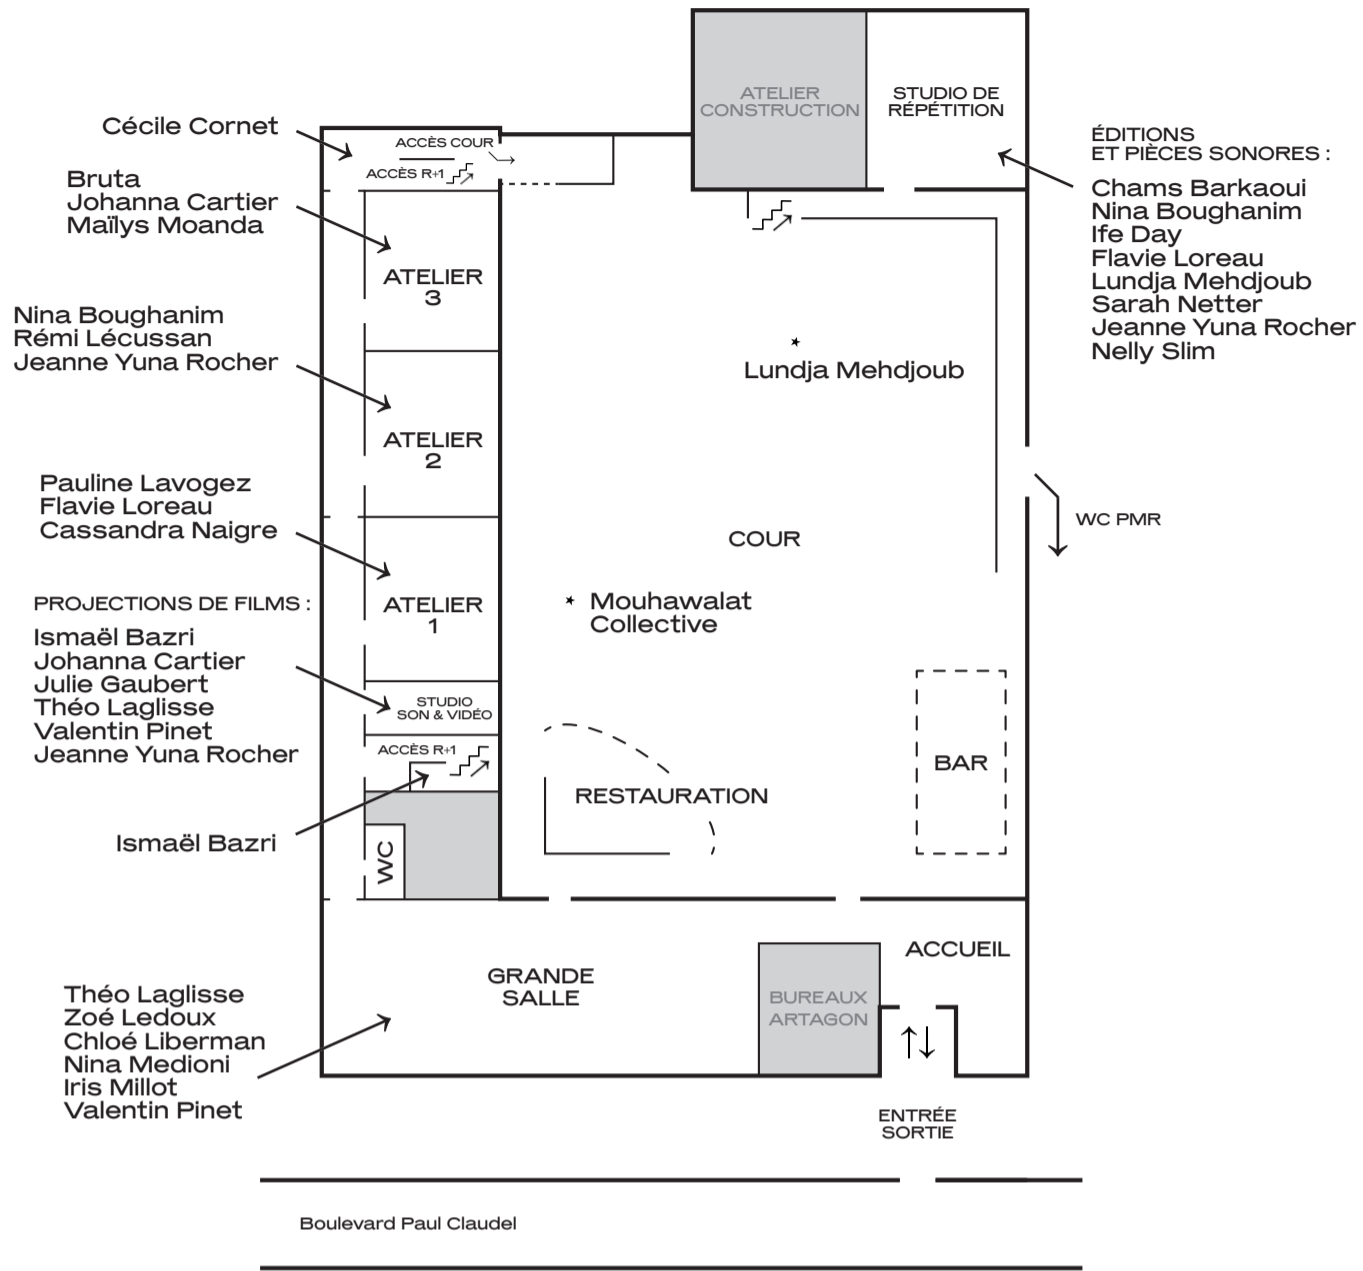 ATELIER
CONSTRUCTION
STUDIO DE
RÉPÉTITION
Cécile Cornet
ACCÈS COUR
ACCÈS R+1
ÉDITIONS
ET PIÈCES SONORES :
Chams Barkaoui
Nina Boughanim
Ife Day
Flavie Loreau
Lundja Mehdjoub
Sarah Netter
Jeanne Yuna Rocher
Nelly Slim
Bruta
Johanna Cartier
Maïlys Moanda
ATELIER
3
Nina Boughanim
Rémi Lécussan
Jeanne Yuna Rocher
ATELIER
2
Lundja Mehdjoub
Pauline Lavogez
Flavie Loreau
Cassandra Naigre
ATELIER
1
COUR
WC PMR
Mouhawalat
Collective
PROJECTIONS DE FILMS :
Ismaël Bazri
Johanna Cartier
Julie Gaubert
Théo Laglisse
Valentin Pinet
Jeanne Yuna Rocher
STUDIO
SON & VIDÉO
ACCÈS R+1
RESTAURATION
BAR
Ismaël Bazri
WC
GRANDE
SALLE
ACCUEIL
BUREAUX
ARTAGON
Théo Laglisse
Zoé Ledoux
Chloé Liberman
Nina Medioni
Iris Millot
Valentin Pinet
ENTRÉE
SORTIE
Boulevard Paul Claudel